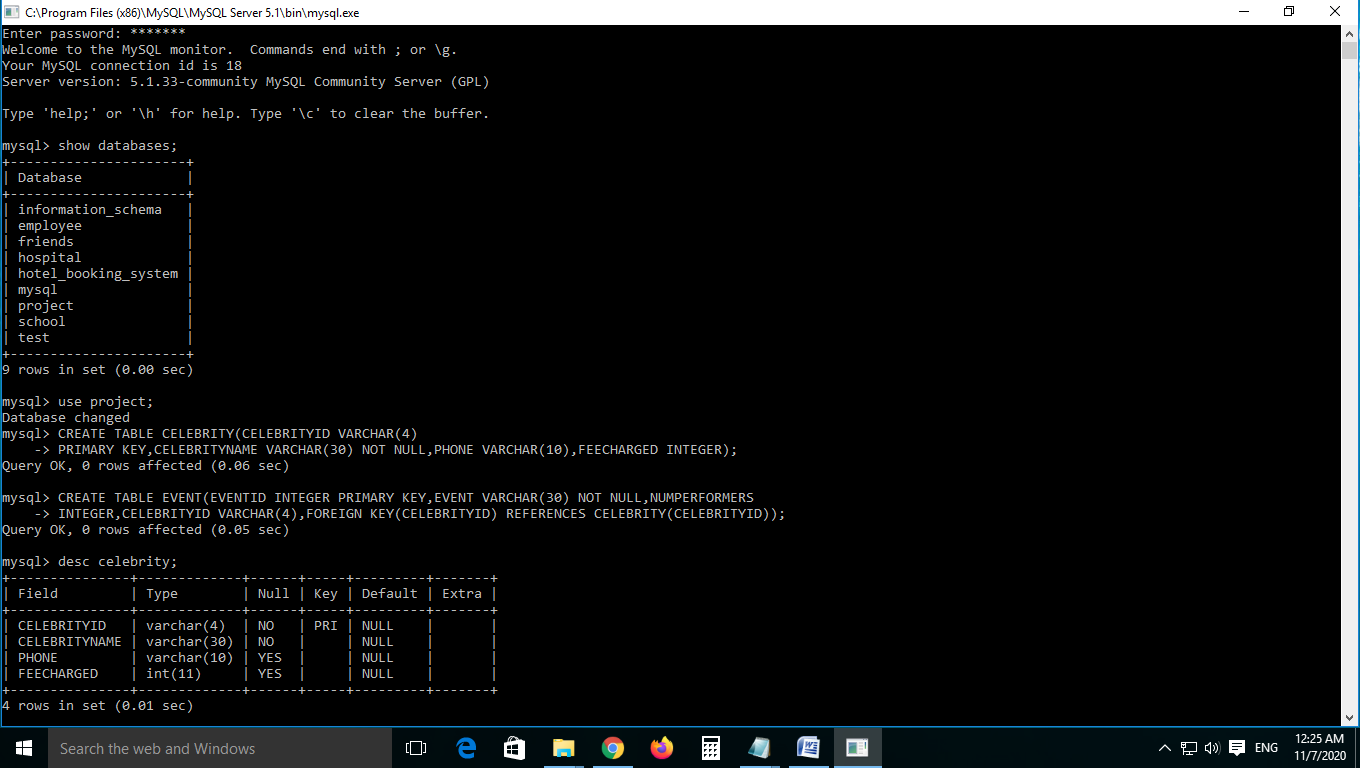 C:\Program Files (x86)\MySQL\MySQL Server 5.1\bin\mysql.exe
Enter password: *******
Welcome to the MySQL monitor.  Commands end with ; or \g.
Your MySQL connection id is 18
Server version: 5.1.33-community MySQL Community Server (GPL)

Type 'help;' or '\h' for help. Type '\c' to clear the buffer.

mysql> show databases;
+----------------------+
| Database             |
+----------------------+
| information_schema   |
| employee             |
| friends              |
| hospital             |
| hotel_booking_system |
| mysql                |
| project              |
| school               |
| test                 |
+----------------------+
9 rows in set (0.00 sec)

mysql> use project;
Database changed
mysql> CREATE TABLE CELEBRITY(CELEBRITYID VARCHAR(4)
    -> PRIMARY KEY,CELEBRITYNAME VARCHAR(30) NOT NULL,PHONE VARCHAR(10),FEECHARGED INTEGER);
Query OK, 0 rows affected (0.06 sec)

mysql> CREATE TABLE EVENT(EVENTID INTEGER PRIMARY KEY,EVENT VARCHAR(30) NOT NULL,NUMPERFORMERS
    -> INTEGER,CELEBRITYID VARCHAR(4),FOREIGN KEY(CELEBRITYID) REFERENCES CELEBRITY(CELEBRITYID));
Query OK, 0 rows affected (0.05 sec)

mysql> desc celebrity;
+---------------+-------------+------+-----+---------+-------+
| Field         | Type        | Null | Key | Default | Extra |
+---------------+-------------+------+-----+---------+-------+
| CELEBRITYID   | varchar(4)  | NO   | PRI | NULL    |       |
| CELEBRITYNAME | varchar(30) | NO   |     | NULL    |       |
| PHONE         | varchar(10) | YES  |     | NULL    |       |
| FEECHARGED    | int(11)     | YES  |     | NULL    |       |
+---------------+-------------+------+-----+---------+-------+
4 rows in set (0.01 sec)

Search the web and Windows
ENG
12:25 AM
11/7/2020